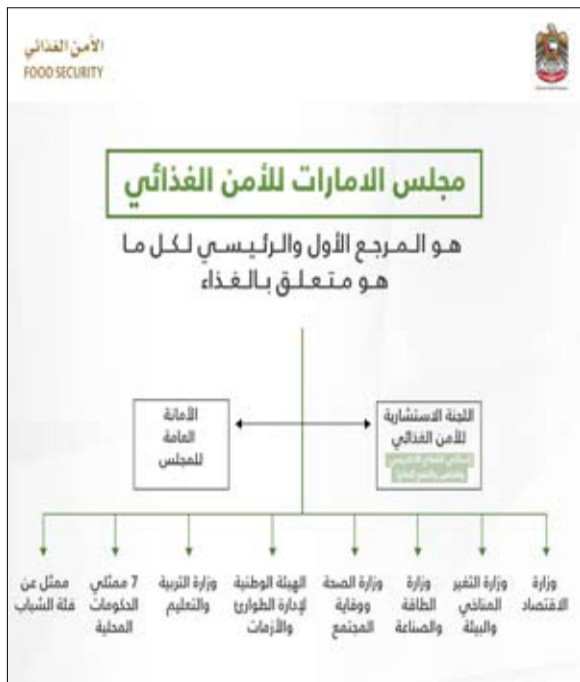 الأمن الغذائي
FOOD SECURITY
مجلس الامارات للأمن الغذائي
هو المرجع الأول والرئيسي لكل ما
هو متعلق بالغذاء
اللجنة الاستشارية
للأمن الغذائي
الأمانة
العامة
للمجلس
وزارة
الاقتصاد
وزارة التغير
المناخي
والبيئة
وزارة
الطاقة
والصناعة
وزارة الصحة
ووقاية
المجتمع
الهيئة الوطنية
لإدارة الطوارئ
والأزمات
وزارة التربية
والتعليم
7 ممثلي
الحكومات
المحلية
ممثل عن
فئة الشباب